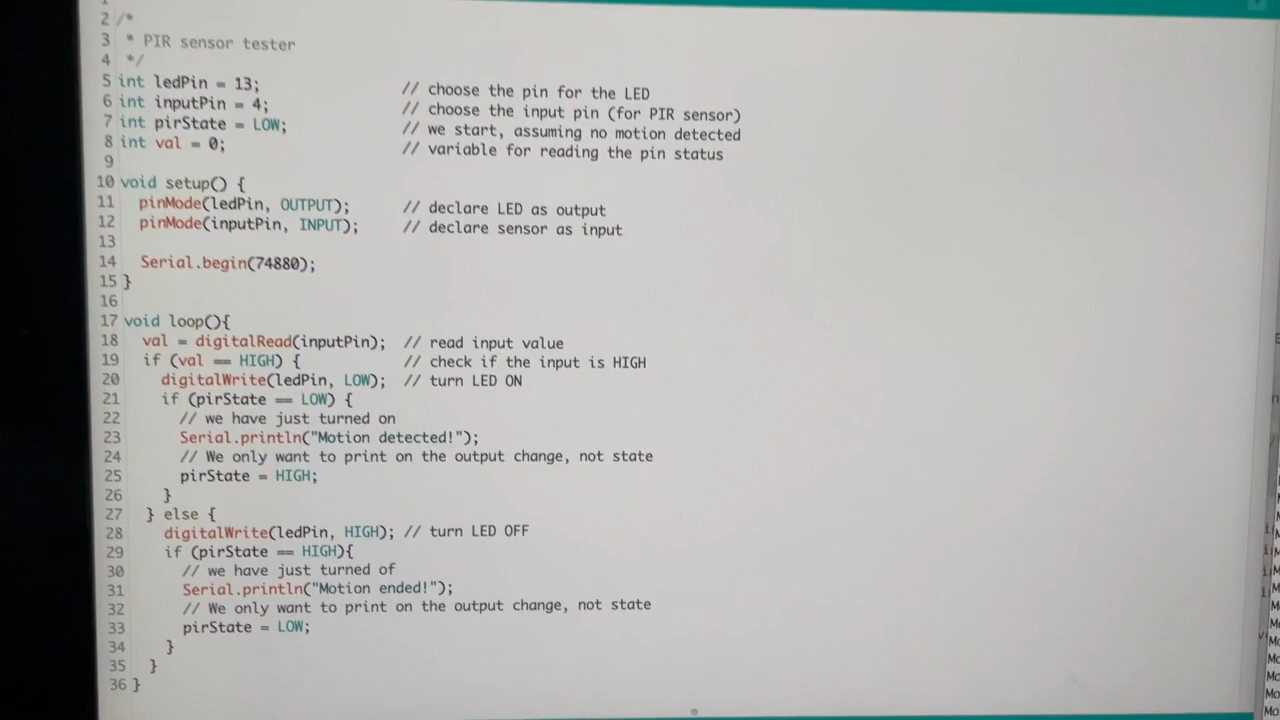 1
2 /*
3  * PIR sensor tester
4  */
5 int ledPin = 13;                // choose the pin for the LED
6 int inputPin = 4;               // choose the input pin (for PIR sensor)
7 int pirState = LOW;             // we start, assuming no motion detected
8 int val = 0;                    // variable for reading the pin status
9
10 void setup() {
11   pinMode(ledPin, OUTPUT);      // declare LED as output
12   pinMode(inputPin, INPUT);     // declare sensor as input
13
14   Serial.begin(74880);
15 }
16
17 void loop(){
18   val = digitalRead(inputPin);  // read input value
19   if (val == HIGH) {            // check if the input is HIGH
20     digitalWrite(ledPin, LOW);  // turn LED ON
21     if (pirState == LOW) {
22       // we have just turned on
23       Serial.println("Motion detected!");
24       // We only want to print on the output change, not state
25       pirState = HIGH;
26     }
27   } else {
28     digitalWrite(ledPin, HIGH); // turn LED OFF
29     if (pirState == HIGH){
30       // we have just turned of
31       Serial.println("Motion ended!");
32       // We only want to print on the output change, not state
33       pirState = LOW;
34     }
35   }
36 }